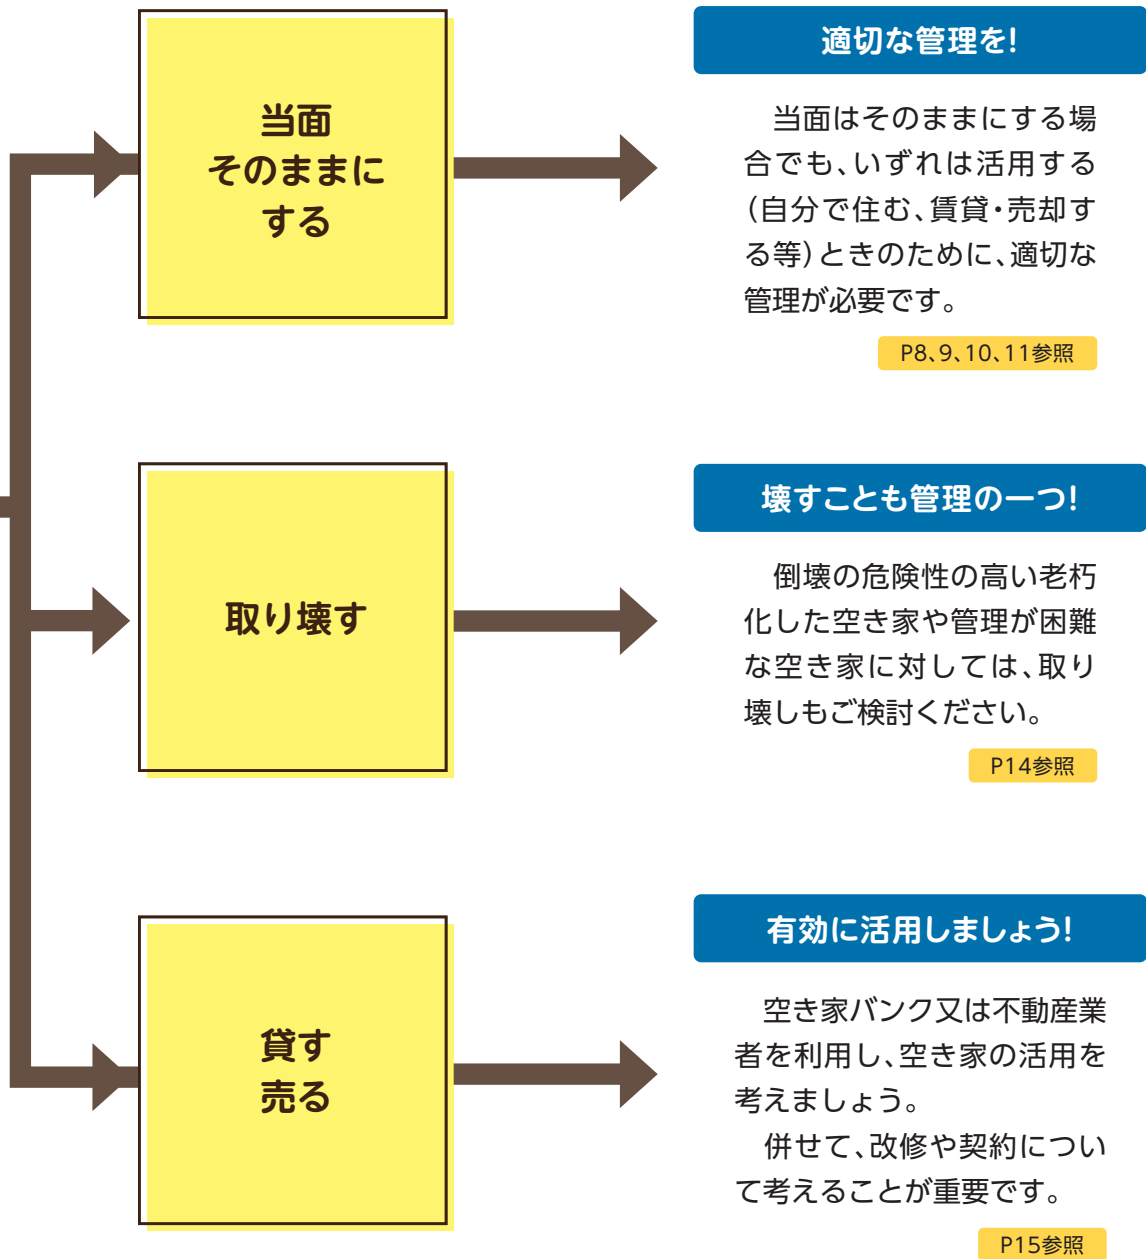 当面
そのままに
する
適切な管理を!
　当面はそのままにする場
合でも、いずれは活用する
（自分で住む、賃貸・売却す
る等）ときのために、適切な
管理が必要です。
P8、9、10、11参照
取り壊す
壊すことも管理の一つ!
　倒壊の危険性の高い老朽
化した空き家や管理が困難
な空き家に対しては、取り
壊しもご検討ください。
P14参照
貸す
売る
有効に活用しましょう!
　空き家バンク又は不動産業
者を利用し、空き家の活用を
考えましょう。
　併せて、改修や契約につい
て考えることが重要です。
P15参照